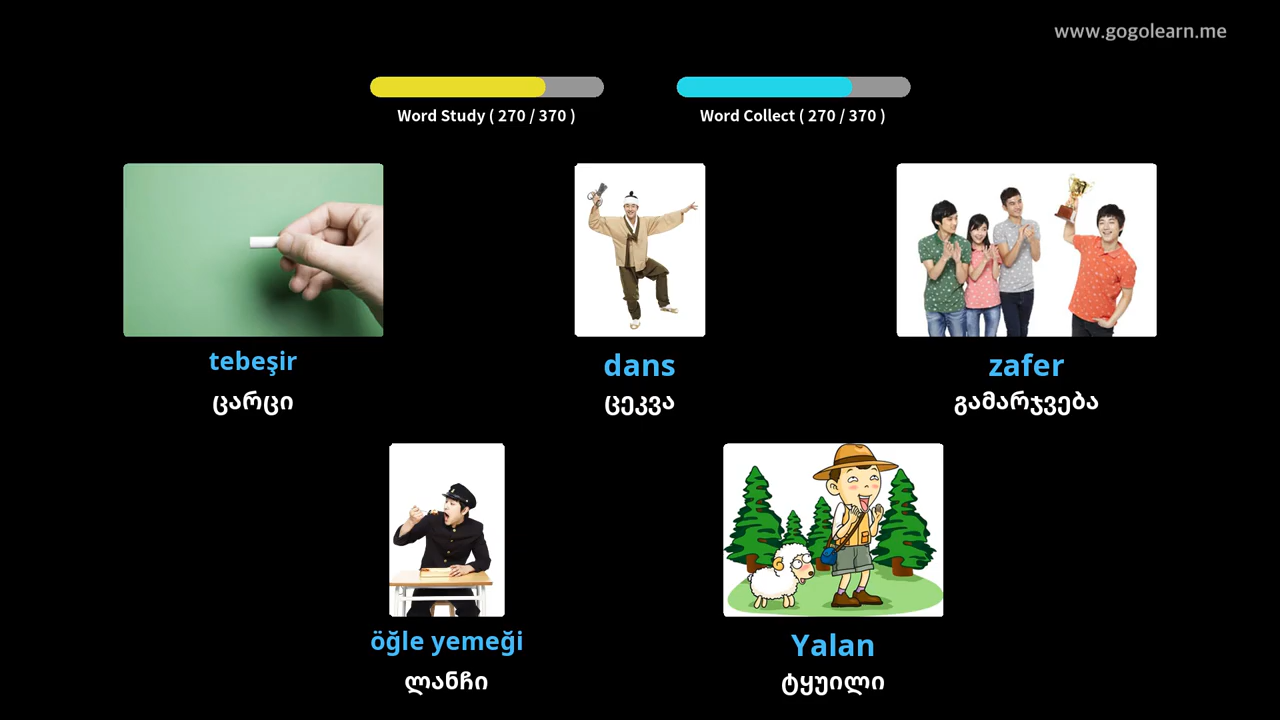 www.gogolearn.me
Word Study ( 270 / 370 )
Word Collect ( 270 / 370 )
tebeşir
ცარცი
dans
ცეკვა
zafer
გამარჯვება
öğle yemeği
ლანჩი
Yalan
ტყუილი